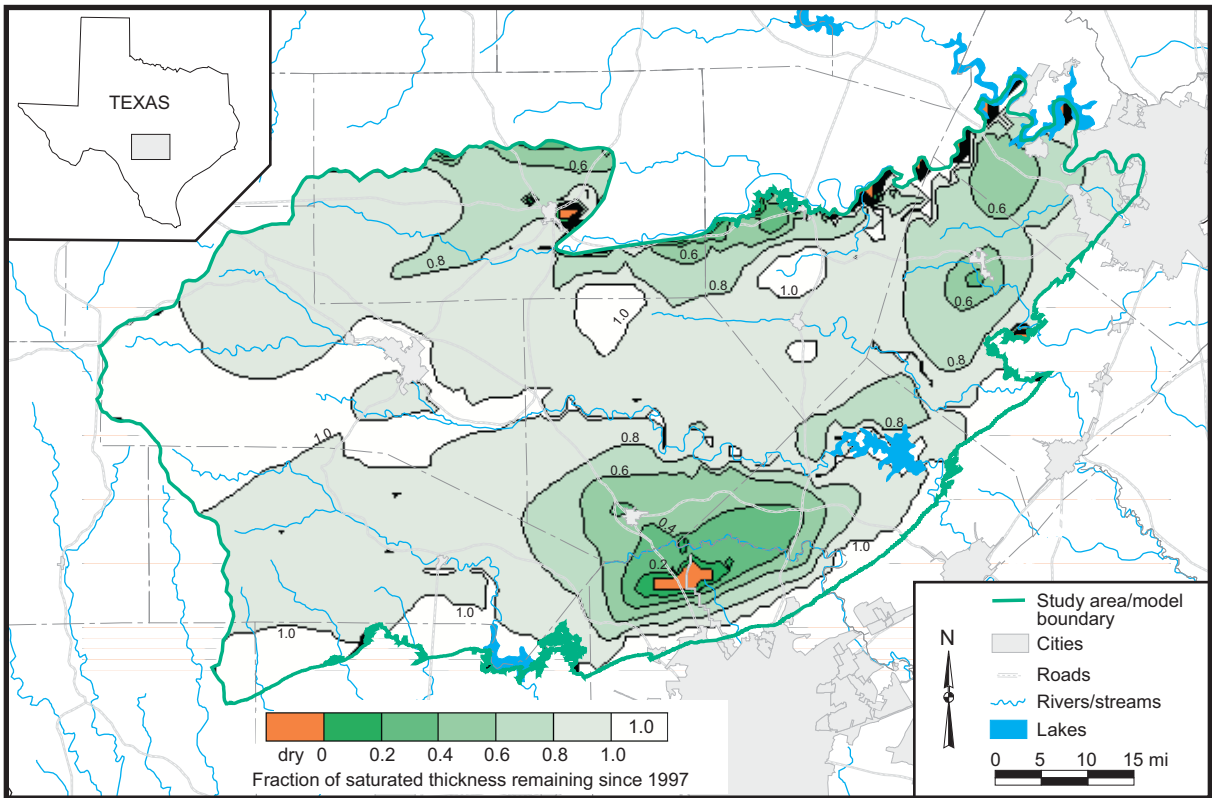 TEXAS
0.6
1
0.8
0.6
0.8
1.0
1.0
0.6
0.6
0.8
0.8
1.0
0.8
0.6
0.4
0.2
1.0
1.0
1.0
N
Study area/model
boundary
Cities
Roads
Rivers/streams
Lakes
0 5 10 15 mi
1.0
dry 0 0.2 0.4 0.6 0.8 1.0
Fraction of saturated thickness remaining since 1997